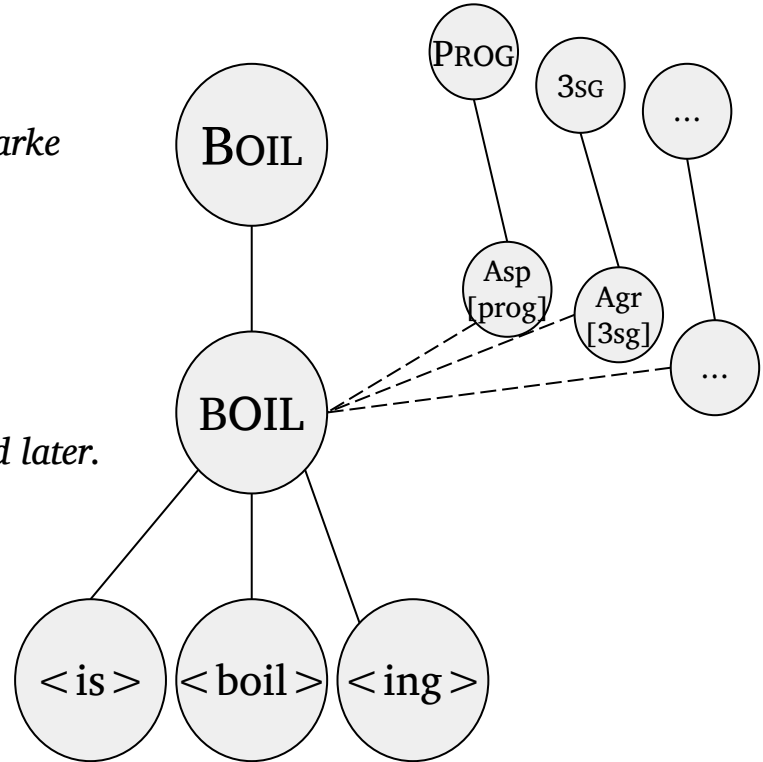 PROG
3SG
...
arke
BOIL
Asp
[prog]
Agr
[3sg]
...
BOIL
d later.
<is>
<boil>
<ing>